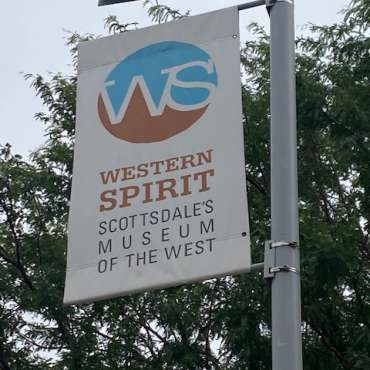 WS
WESTERN
SPIRIT
SCOTTSDALE'S
MUSEUM
OF THE WEST